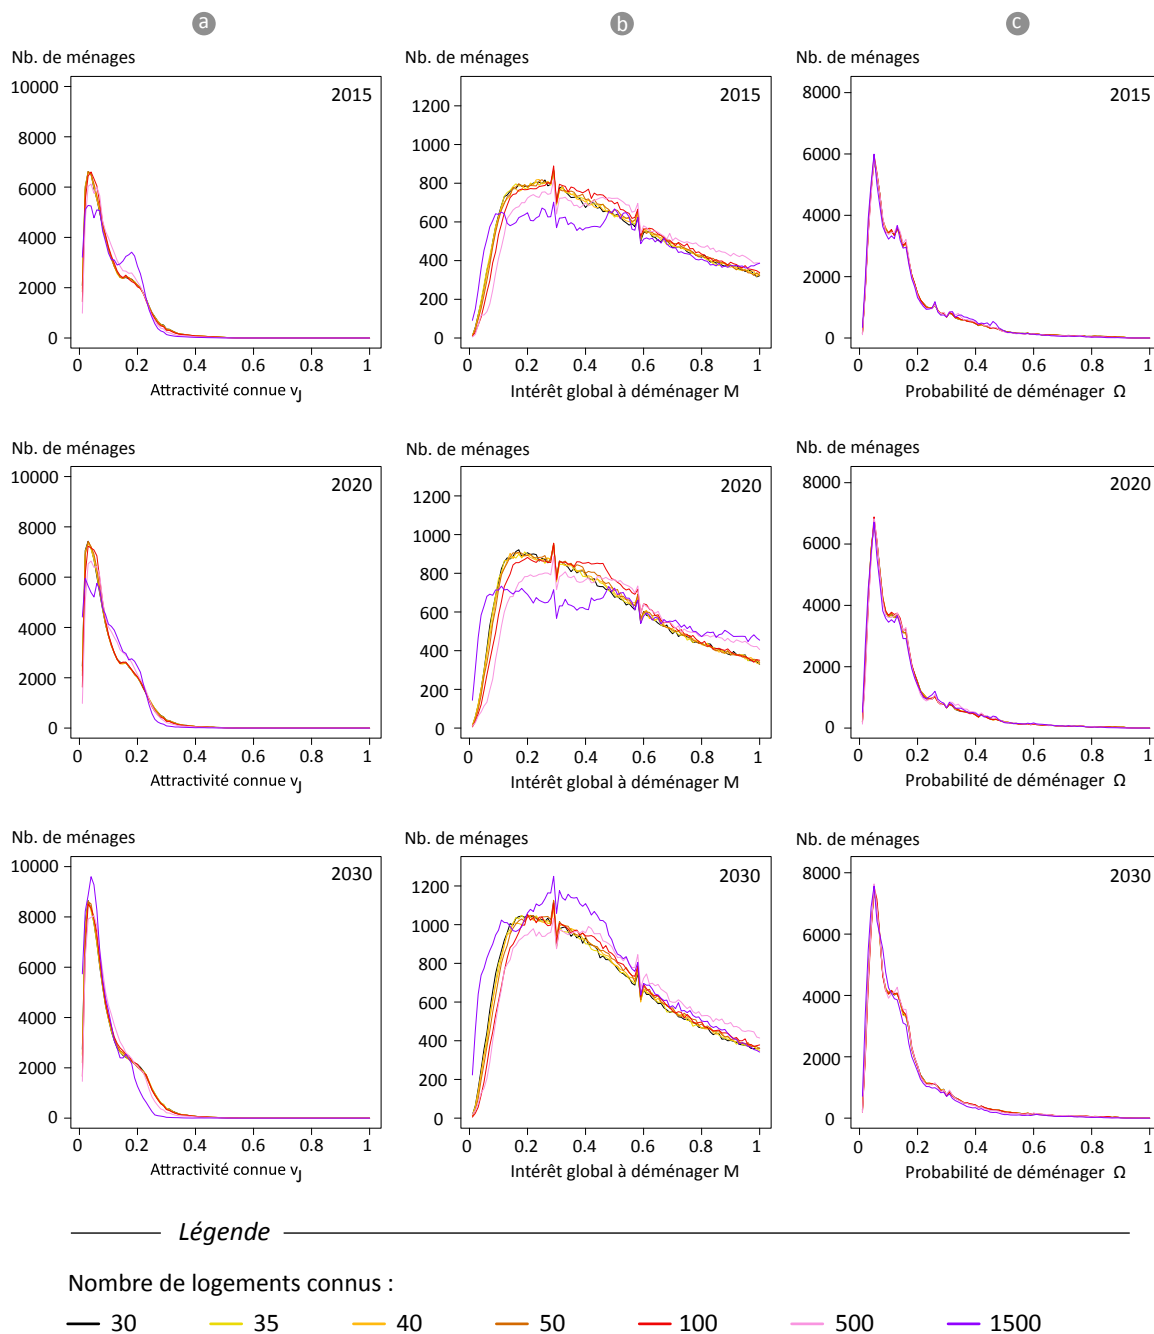 a
b
c
Nb. de ménages
Nb. de ménages
Nb. de ménages
2015
10000
8000
6000
4000
2000
0
0 0.2 0.4 0.6 0.8 1
Attractivité connue vJ
2015
1200
1000
800
600
400
200
0
0 0.2 0.4 0.6 0.8 1
Intérêt global à déménager M
2015
8000
6000
4000
2000
0
0 0.2 0.4 0.6 0.8 1
Probabilité de déménager Ω
Nb. de ménages
Nb. de ménages
Nb. de ménages
2020
10000
8000
6000
4000
2000
0
0 0.2 0.4 0.6 0.8 1
Attractivité connue vJ
2020
1200
1000
800
600
400
200
0
0 0.2 0.4 0.6 0.8 1
Intérêt global à déménager M
2020
8000
6000
4000
2000
0
0 0.2 0.4 0.6 0.8 1
Probabilité de déménager Ω
Nb. de ménages
Nb. de ménages
Nb. de ménages
2030
10000
8000
6000
4000
2000
0
0 0.2 0.4 0.6 0.8 1
Attractivité connue vJ
2030
1200
1000
800
600
400
200
0
0 0.2 0.4 0.6 0.8 1
Intérêt global à déménager M
2030
8000
6000
4000
2000
0
0 0.2 0.4 0.6 0.8 1
Probabilité de déménager Ω
Légende
Nombre de logements connus :
30 35 40 50 100 500 1500